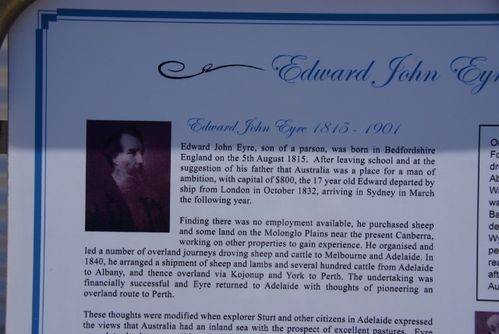 Edward John Ey
Edward John Eyre 1815 - 1901
Edward John Eyre, son of a parson, was born in Bedfordshire
England on the 5th August 1815. After leaving school and at the
suggestion of his father that Australia was a place for a man of
ambition, with capital of $800, the 17 year old Edward departed by
ship from London in October 1832, arriving in Sydney in March
the following year.
Finding there was no employment available, he purchased sheep
and some land on the Molonglo Plains near the present Canberra,
working on other properties to gain experience. He organised and
led a number of overland journeys droving sheep and cattle to Melbourne and Adelaide. In
1840, he arranged a shipment of sheep and lambs and several hundred cattle from Adelaide
to Albany, and thence overland via Kojonup and York to Perth. The undertaking was
financially successful and Eyre returned to Adelaide with thoughts of pioneering an
overland route to Perth.
These thoughts were modified when explorer Sturt and other citizens in Adelaide expressed
the views that Australia had an inland sea with the prospect of excellent pastures. Eyre